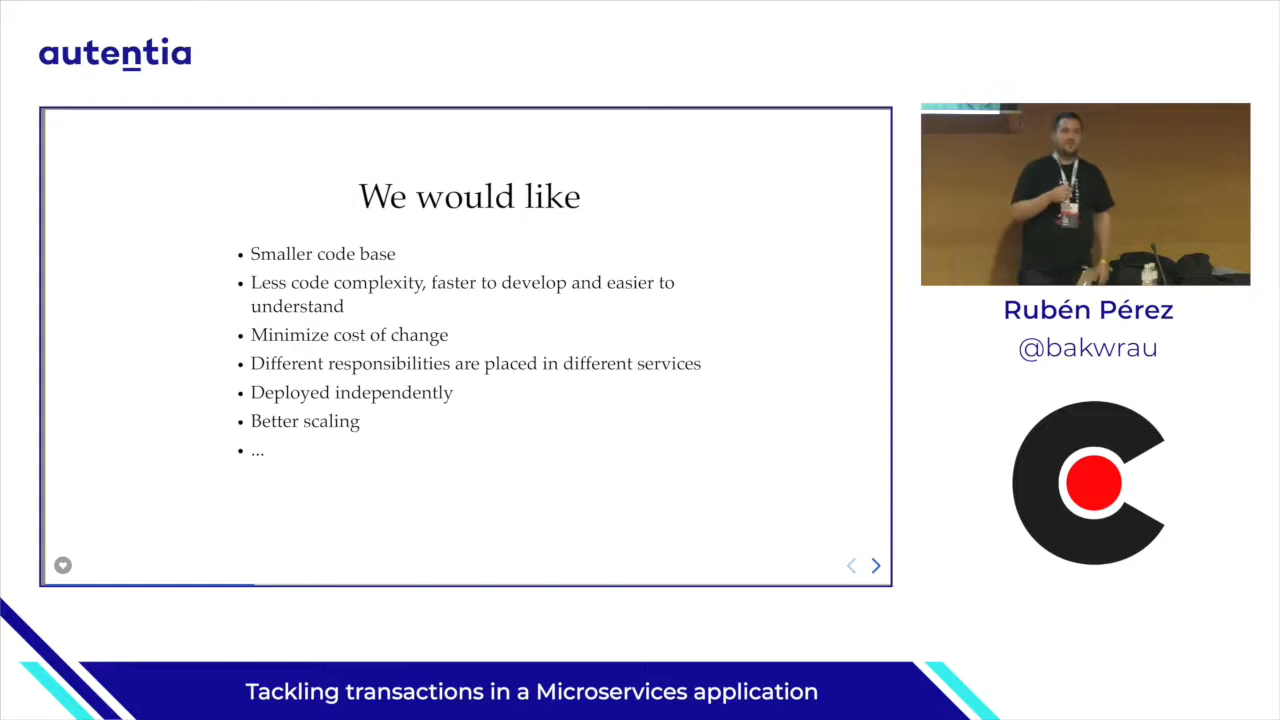 autentia
We would like
• Smaller code base
• Less code complexity, faster to develop and easier to
understand
• Minimize cost of change
• Different responsibilities are placed in different services
• Deployed independently
• Better scaling
• ...
Rubén Pérez
@bakwrau
Tackling transactions in a Microservices application